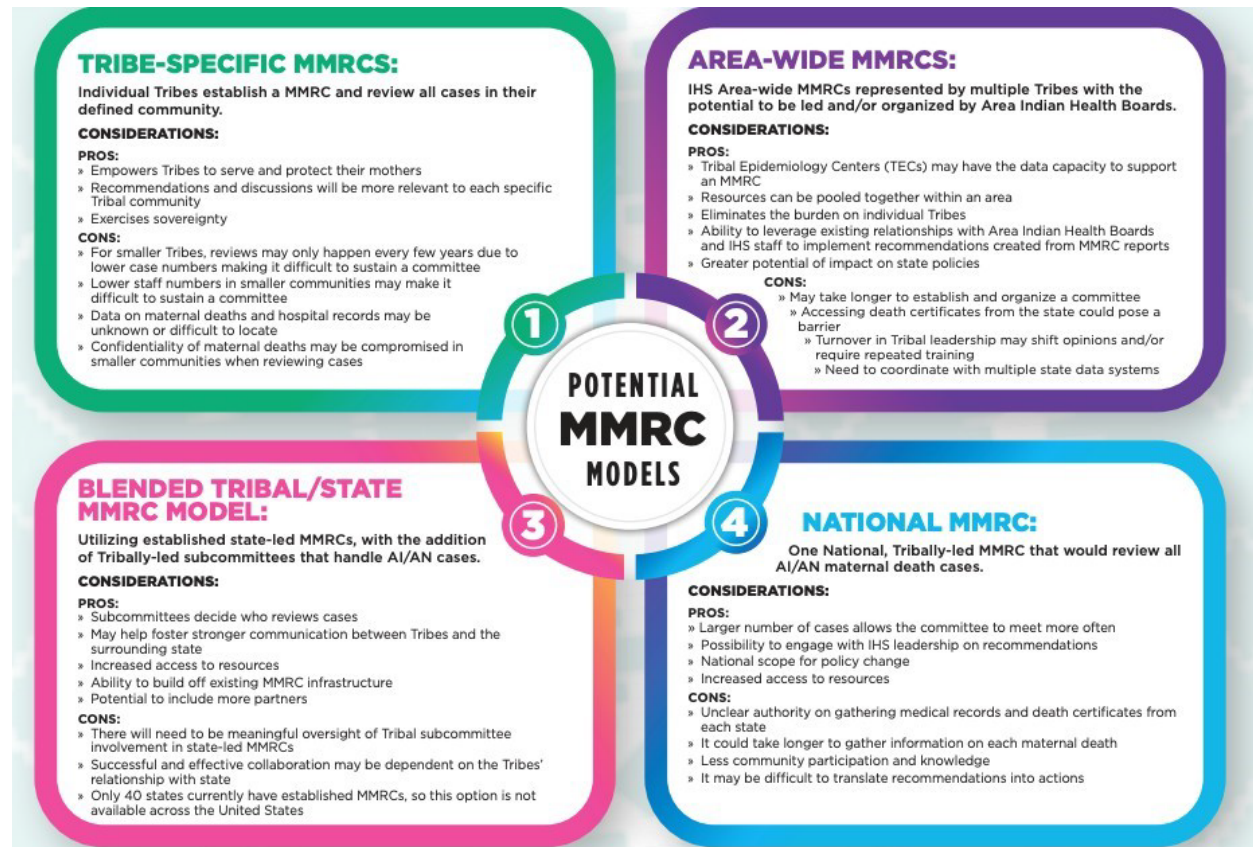 TRIBE-SPECIFIC MMRCS:
Individual Tribes establish a MMRC and review all cases in their
defined community.
CONSIDERATIONS:
PROS:
» Empowers Tribes to serve and protect their mothers
» Recommendations and discussions will be more relevant to each specific
Tribal community
» Exercises sovereignty
CONS:
» For smaller Tribes, reviews may only happen every few years due to
lower case numbers making it difficult to sustain a committee
» Lower staff numbers in smaller communities may make it
difficult to sustain a committee
» Data on maternal deaths and hospital records may be
unknown or difficult to locate
» Confidentiality of maternal deaths may be compromised in
smaller communities when reviewing cases
1
AREA-WIDE MMRCS:
IHS Area-wide MMRCs represented by multiple Tribes with the
potential to be led and/or organized by Area Indian Health Boards.
CONSIDERATIONS:
PROS:
» Tribal Epidemiology Centers (TECs) may have the data capacity to support
an MMRC
» Resources can be pooled together within an area
» Eliminates the burden on individual Tribes
» Ability to leverage existing relationships with Area Indian Health Boards
and IHS staff to implement recommendations created from MMRC reports
» Greater potential of impact on state policies
CONS:
» May take longer to establish and organize a committee
» Accessing death certificates from the state could pose a
barrier
» Turnover in Tribal leadership may shift opinions and/or
require repeated training
» Need to coordinate with multiple state data systems
2
POTENTIAL
MMRC
MODELS
BLENDED TRIBAL/STATE
MMRC MODEL:
Utilizing established state-led MMRCs, with the addition
of Tribally-led subcommittees that handle AI/AN cases.
CONSIDERATIONS:
PROS:
» Subcommittees decide who reviews cases
» May help foster stronger communication between Tribes and the
surrounding state
» Increased access to resources
» Ability to build off existing MMRC infrastructure
» Potential to include more partners
CONS:
» There will need to be meaningful oversight of Tribal subcommittee
involvement in state-led MMRCs
» Successful and effective collaboration may be dependent on the Tribes'
relationship with state
» Only 40 states currently have established MMRCs, so this option is not
available across the United States
3
4
NATIONAL MMRC:
One National, Tribally-led MMRC that would review all
AI/AN maternal death cases.
CONSIDERATIONS:
PROS:
» Larger number of cases allows the committee to meet more often
» Possibility to engage with IHS leadership on recommendations
» National scope for policy change
» Increased access to resources
CONS:
» Unclear authority on gathering medical records and death certificates from
each state
» It could take longer to gather information on each maternal death
» Less community participation and knowledge
» It may be difficult to translate recommendations into actions